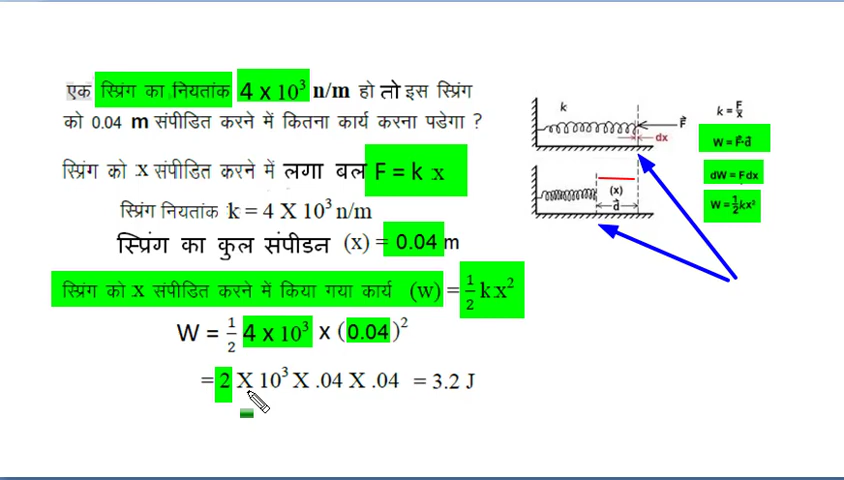 एक स्प्रिंग का नियतांक 4 x 10³ n/m हो तो इस स्प्रिंग
को 0.04 m संपीडित करने में कितना कार्य करना पडेगा ?
स्प्रिंग को x संपीडित करने में लगा बल F = k x
स्प्रिंग नियतांक k = 4 X 10³ n/m
स्प्रिंग का कुल संपीडन (x) = 0.04 m
स्प्रिंग को x संपीडित करने में किया गया कार्य (w) = ½ k x²
W = ½ 4 x 10³ x (0.04)²
= 2 X 10³ X .04 X .04 = 3.2 J
k
F⃗
dx
(x)
d⃗
k = F/x
W = F⃗·d⃗
dW = Fdx
W = ½kx²